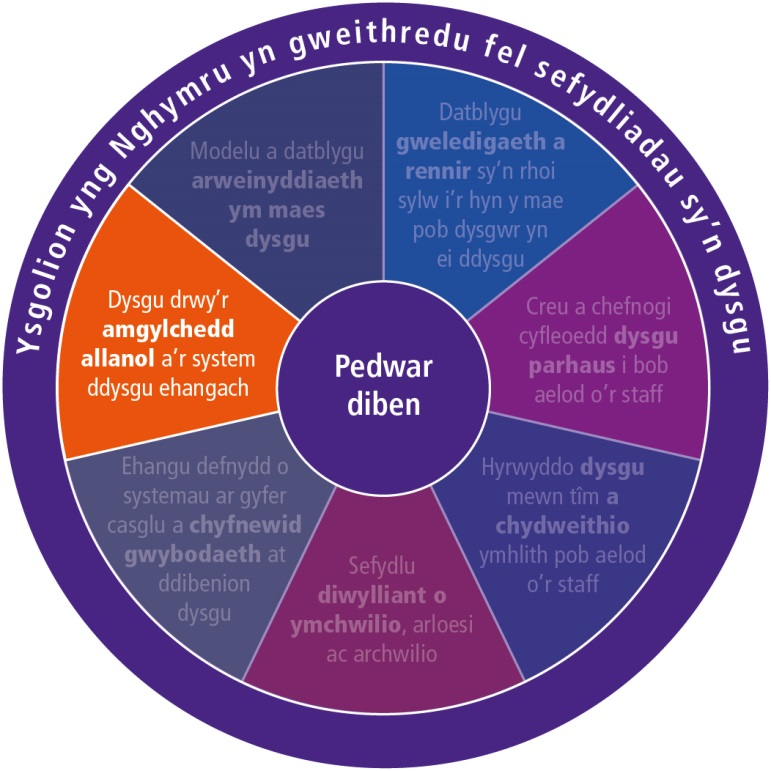 Ysgolion yng Nghymru yn gweithredu fel sefydliadau sy'n dysgu
Datblygu
gweledigaeth a
rennir sy'n rhoi
sylw i'r hyn y mae
pob dysgwr yn
ei ddysgu
Creu a chefnogi
cyfleoedd dysgu
parhaus i bob
aelod o'r staff
Hyrwyddo dysgu
mewn tîm a
chydweithio
ymhlith pob aelod
o'r staff
Sefydlu
diwylliant o
ymchwilio, arloesi
ac archwilio
Ehangu defnydd o
systemau ar gyfer
casglu a chyfnewid
gwybodaeth at
ddibenion
dysgu
Dysgu drwy'r
amgylchedd
allanol a'r system
ddysgu ehangach
Modelu a datblygu
arweinyddiaeth
ym maes
dysgu
Pedwar
diben